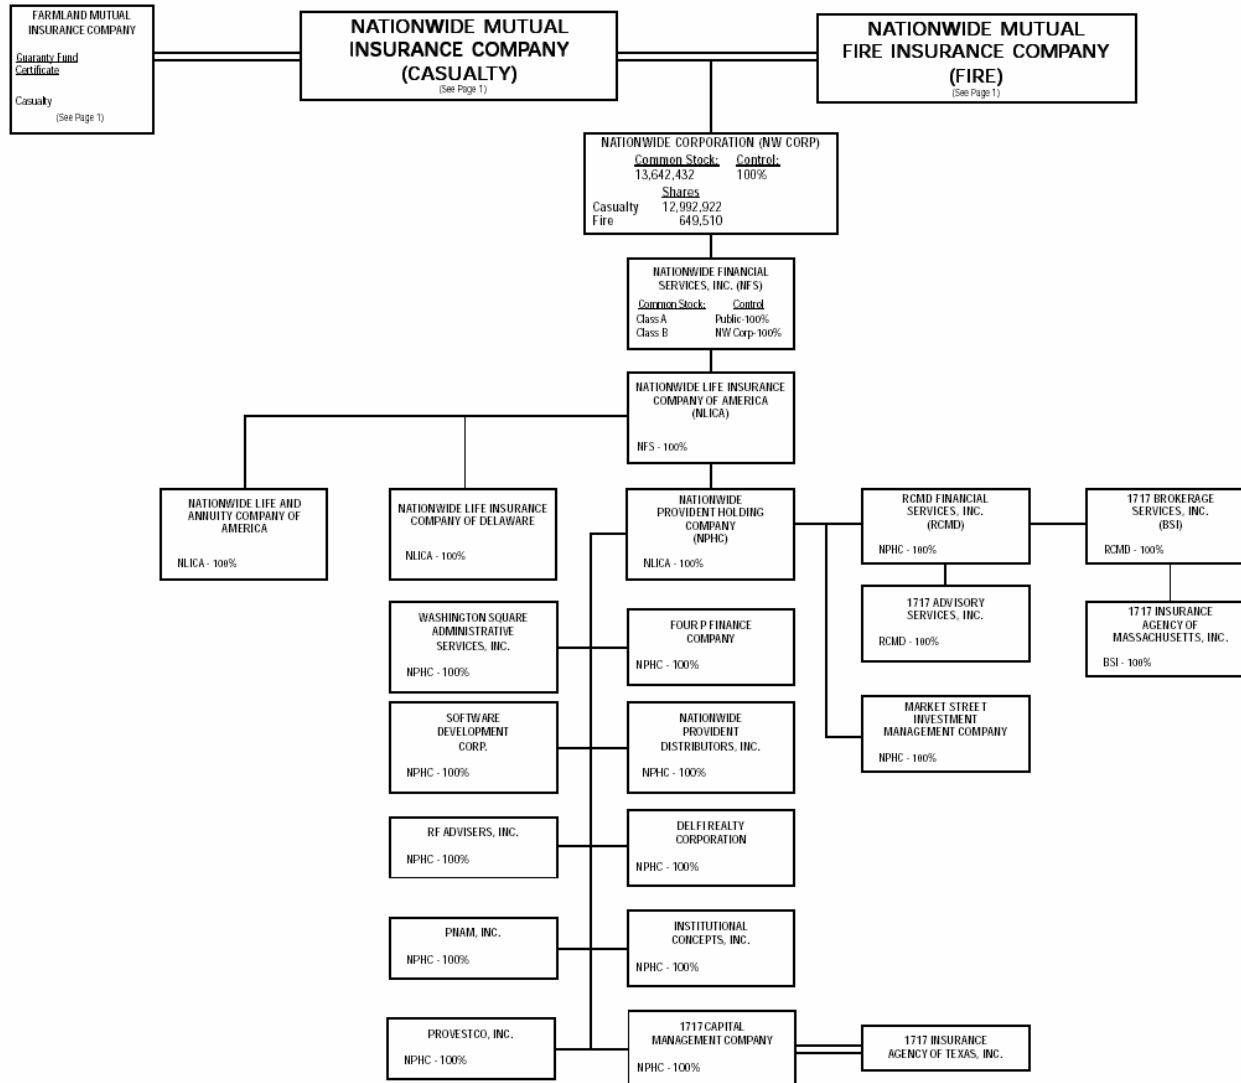 FARMLAND MUTUAL
INSURANCE COMPANY
Guaranty Fund
Certificate
Casualty
(See Page 1)
NATIONWIDE MUTUAL
INSURANCE COMPANY
(CASUALTY)
(See Page 1)
NATIONWIDE MUTUAL
FIRE INSURANCE COMPANY
(FIRE)
(See Page 1)
NATIONWIDE CORPORATION (NW CORP)
Common Stock: Control:
13,642,432 100%
Shares
Casualty 12,992,922
Fire 649,510
NATIONWIDE FINANCIAL
SERVICES, INC. (NFS)
Common Stock: Control
Class A Public-100%
Class B NW Corp-100%
NATIONWIDE LIFE INSURANCE
COMPANY OF AMERICA
(NLICA)
NFS - 100%
NATIONWIDE LIFE AND
ANNUITY COMPANY OF
AMERICA
NLICA - 100%
NATIONWIDE LIFE INSURANCE
COMPANY OF DELAWARE
NLICA - 100%
NATIONWIDE
PROVIDENT HOLDING
COMPANY
(NPHC)
NLICA - 100%
RCMD FINANCIAL
SERVICES, INC.
(RCMD)
NPHC - 100%
1717 BROKERAGE
SERVICES, INC.
(BSI)
RCMD - 100%
WASHINGTON SQUARE
ADMINISTRATIVE
SERVICES, INC.
NPHC - 100%
FOUR P FINANCE
COMPANY
NPHC - 100%
1717 ADVISORY
SERVICES, INC.
RCMD - 100%
1717 INSURANCE
AGENCY OF
MASSACHUSETTS, INC.
BSI - 100%
SOFTWARE
DEVELOPMENT
CORP.
NPHC - 100%
NATIONWIDE
PROVIDENT
DISTRIBUTORS, INC.
NPHC - 100%
MARKET STREET
INVESTMENT
MANAGEMENT COMPANY
NPHC - 100%
RF ADVISERS, INC.
NPHC - 100%
DELFI REALTY
CORPORATION
NPHC - 100%
PNAM, INC.
NPHC - 100%
INSTITUTIONAL
CONCEPTS, INC.
NPHC - 100%
PROVESTCO, INC.
NPHC - 100%
1717 CAPITAL
MANAGEMENT COMPANY
NPHC - 100%
1717 INSURANCE
AGENCY OF TEXAS, INC.